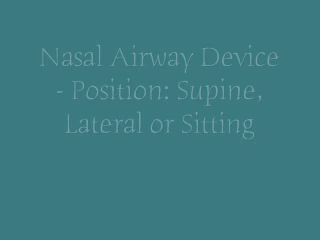 Nasal Airway Device
- Position: Supine,
Lateral or Sitting